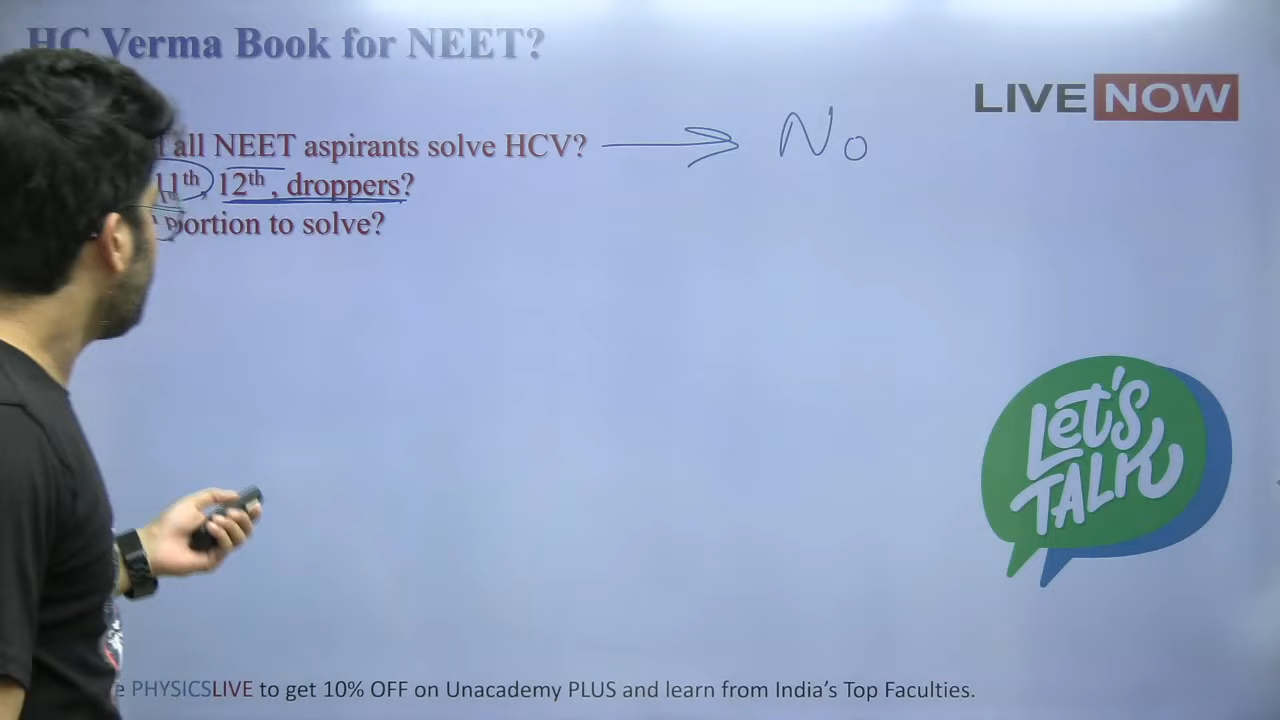 HC Verma Book for NEET?
LIVE NOW
all NEET aspirants solve HCV? No
11th, 12th, droppers?
portion to solve?
Let's
TALK
PHYSICSLIVE to get 10% OFF on Unacademy PLUS and learn from India's Top Faculties.